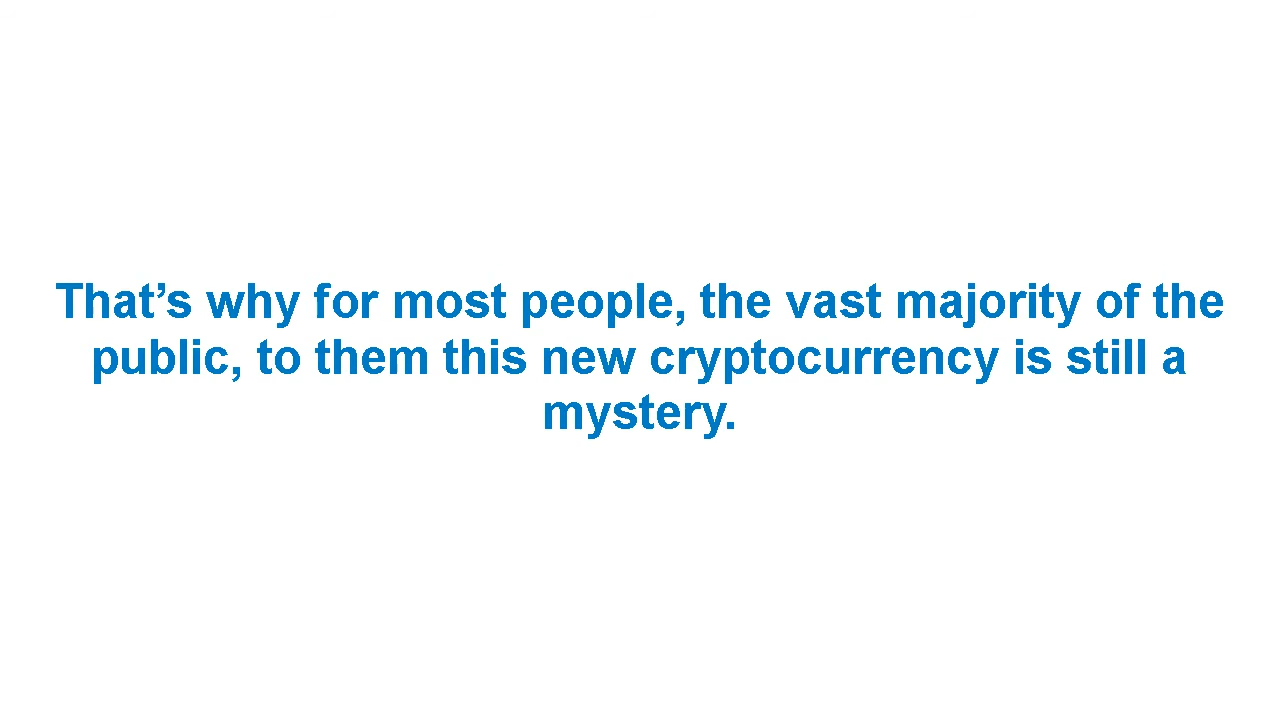 That’s why for most people, the vast majority of the
public, to them this new cryptocurrency is still a
mystery.